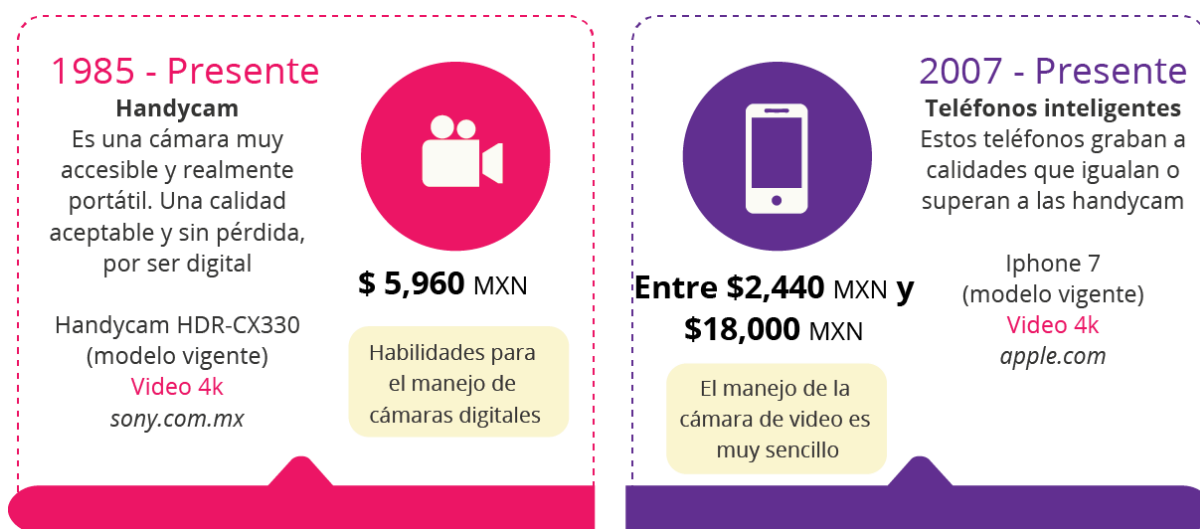 1985 - Presente
Handycam
Es una cámara muy
accesible y realmente
portátil. Una calidad
aceptable y sin pérdida,
por ser digital
Handycam HDR-CX330
(modelo vigente)
Video 4k
sony.com.mx
$ 5,960 MXN
Habilidades para
el manejo de
cámaras digitales
Entre $2,440 MXN y
$18,000 MXN
El manejo de la
cámara de video es
muy sencillo
2007 - Presente
Teléfonos inteligentes
Estos teléfonos graban a
calidades que igualan o
superan a las handycam
Iphone 7
(modelo vigente)
Video 4k
apple.com